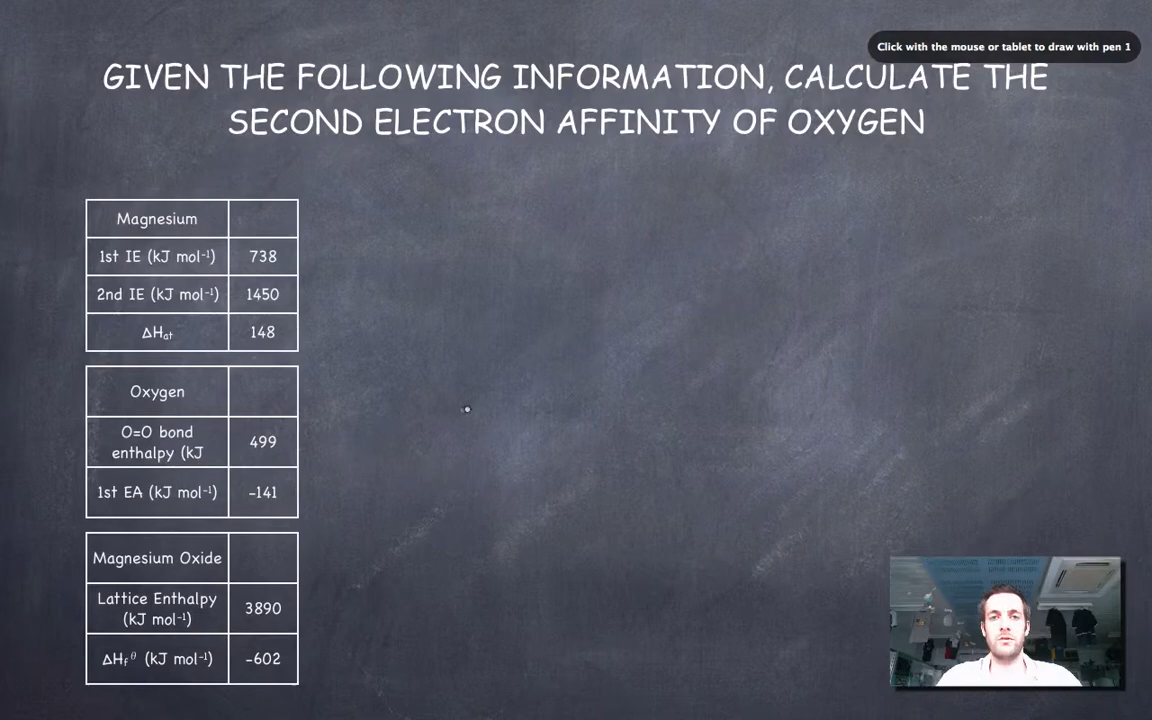 Click with the mouse or tablet to draw with pen 1
GIVEN THE FOLLOWING INFORMATION, CALCULATE THE
SECOND ELECTRON AFFINITY OF OXYGEN
Magnesium
1st IE (kJ mol⁻¹) 738
2nd IE (kJ mol⁻¹) 1450
ΔHₐₜ 148
Oxygen
O=O bond
enthalpy (kJ 499
1st EA (kJ mol⁻¹) -141
Magnesium Oxide
Lattice Enthalpy
(kJ mol⁻¹) 3890
ΔHf θ (kJ mol⁻¹) -602